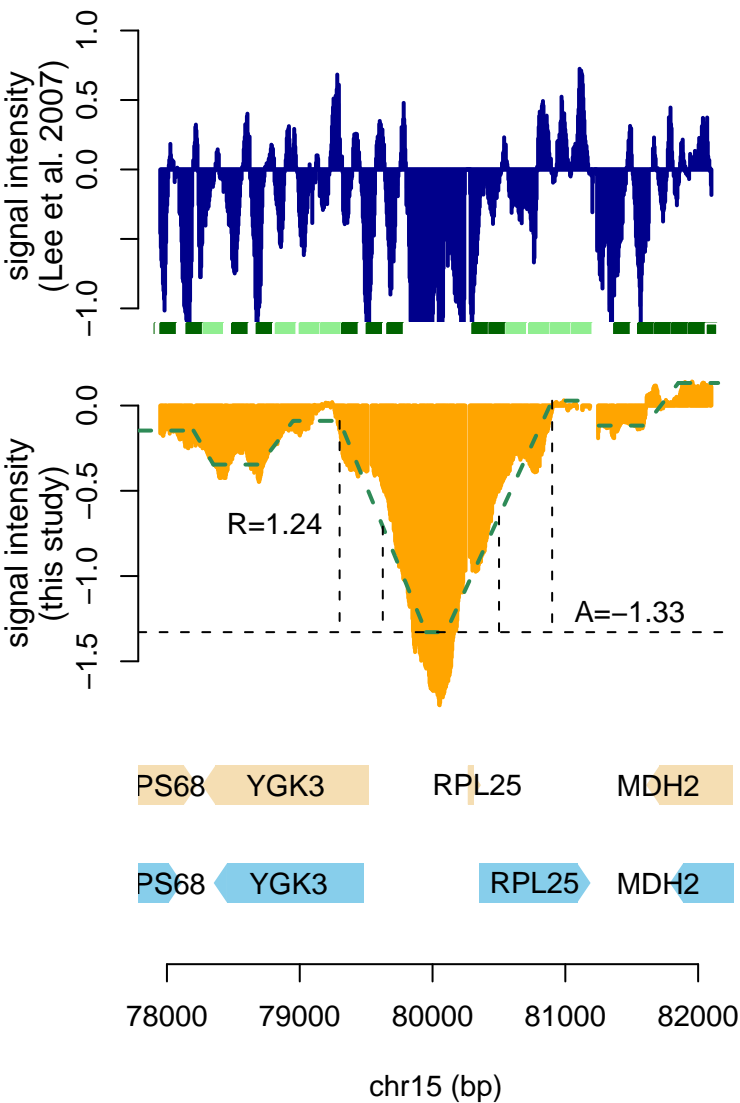 signal intensity
(Lee et al. 2007)
1.0
0.5
0.0
−1.0
signal intensity
(this study)
0.0
−0.5
−1.0
−1.5
R=1.24
A=−1.33
PS68 YGK3 RPL25 MDH2
PS68 YGK3 RPL25 MDH2
78000 79000 80000 81000 82000
chr15 (bp)